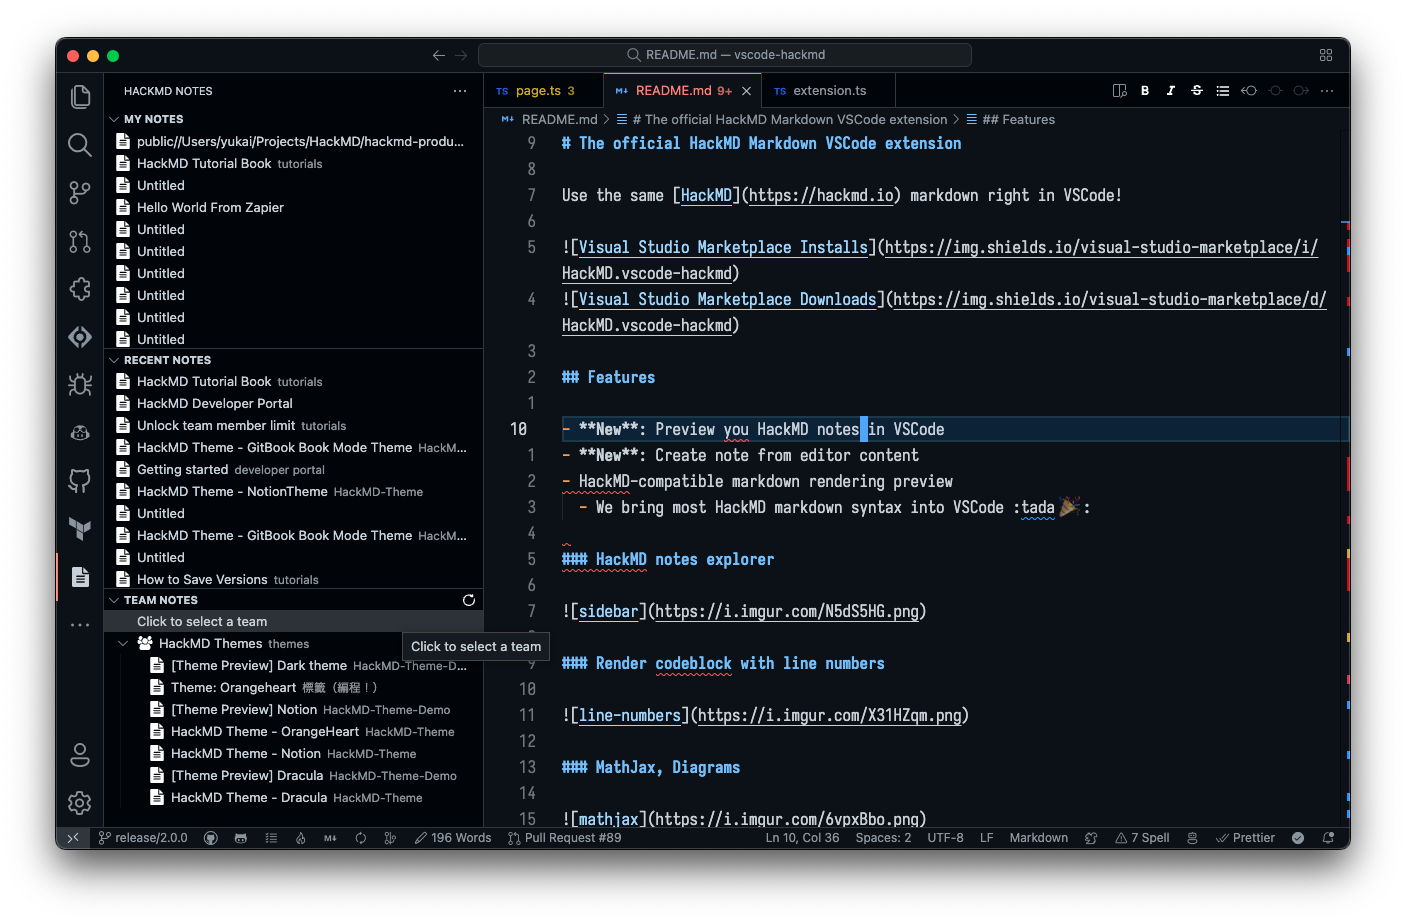 README.md — vscode-hackmd
HACKMD NOTES
MY NOTES
public//Users/yukai/Projects/HackMD/hackmd-produ...
HackMD Tutorial Book tutorials
Untitled
Hello World From Zapier
Untitled
Untitled
Untitled
Untitled
Untitled
Untitled
RECENT NOTES
HackMD Tutorial Book tutorials
HackMD Developer Portal
Unlock team member limit tutorials
HackMD Theme - GitBook Book Mode Theme HackM...
Getting started developer portal
HackMD Theme - NotionTheme HackMD-Theme
Untitled
HackMD Theme - GitBook Book Mode Theme HackM...
Untitled
How to Save Versions tutorials
TEAM NOTES
Click to select a team
HackMD Themes themes
Click to select a team
[Theme Preview] Dark theme HackMD-Theme-D...
Theme: Orangeheart 標籤（編程！）
[Theme Preview] Notion HackMD-Theme-Demo
HackMD Theme - OrangeHeart HackMD-Theme
HackMD Theme - Notion HackMD-Theme
[Theme Preview] Dracula HackMD-Theme-Demo
HackMD Theme - Dracula HackMD-Theme
TS page.ts 3
M↓ README.md 9+
TS extension.ts
B I S
M↓ README.md > # The official HackMD Markdown VSCode extension > ## Features
9 # The official HackMD Markdown VSCode extension
8
7 Use the same [HackMD](https://hackmd.io) markdown right in VSCode!
6
5 ![Visual Studio Marketplace Installs](https://img.shields.io/visual-studio-marketplace/i/
HackMD.vscode-hackmd)
4 ![Visual Studio Marketplace Downloads](https://img.shields.io/visual-studio-marketplace/d/
HackMD.vscode-hackmd)
3
2 ## Features
1
10 - **New**: Preview you HackMD notes in VSCode
1 - **New**: Create note from editor content
2 - HackMD-compatible markdown rendering preview
3 - We bring most HackMD markdown syntax into VSCode :tada🎉:
4
5 ### HackMD notes explorer
6
7 ![sidebar](https://i.imgur.com/N5dS5HG.png)
9 ### Render codeblock with line numbers
10
11 ![line-numbers](https://i.imgur.com/X31HZqm.png)
12
13 ### MathJax, Diagrams
14
15 ![mathjax](https://i.imgur.com/6vpxBbo.png)
release/2.0.0 M↓ 196 Words Pull Request #89 Ln 10, Col 36 Spaces: 2 UTF-8 LF Markdown 7 Spell Prettier